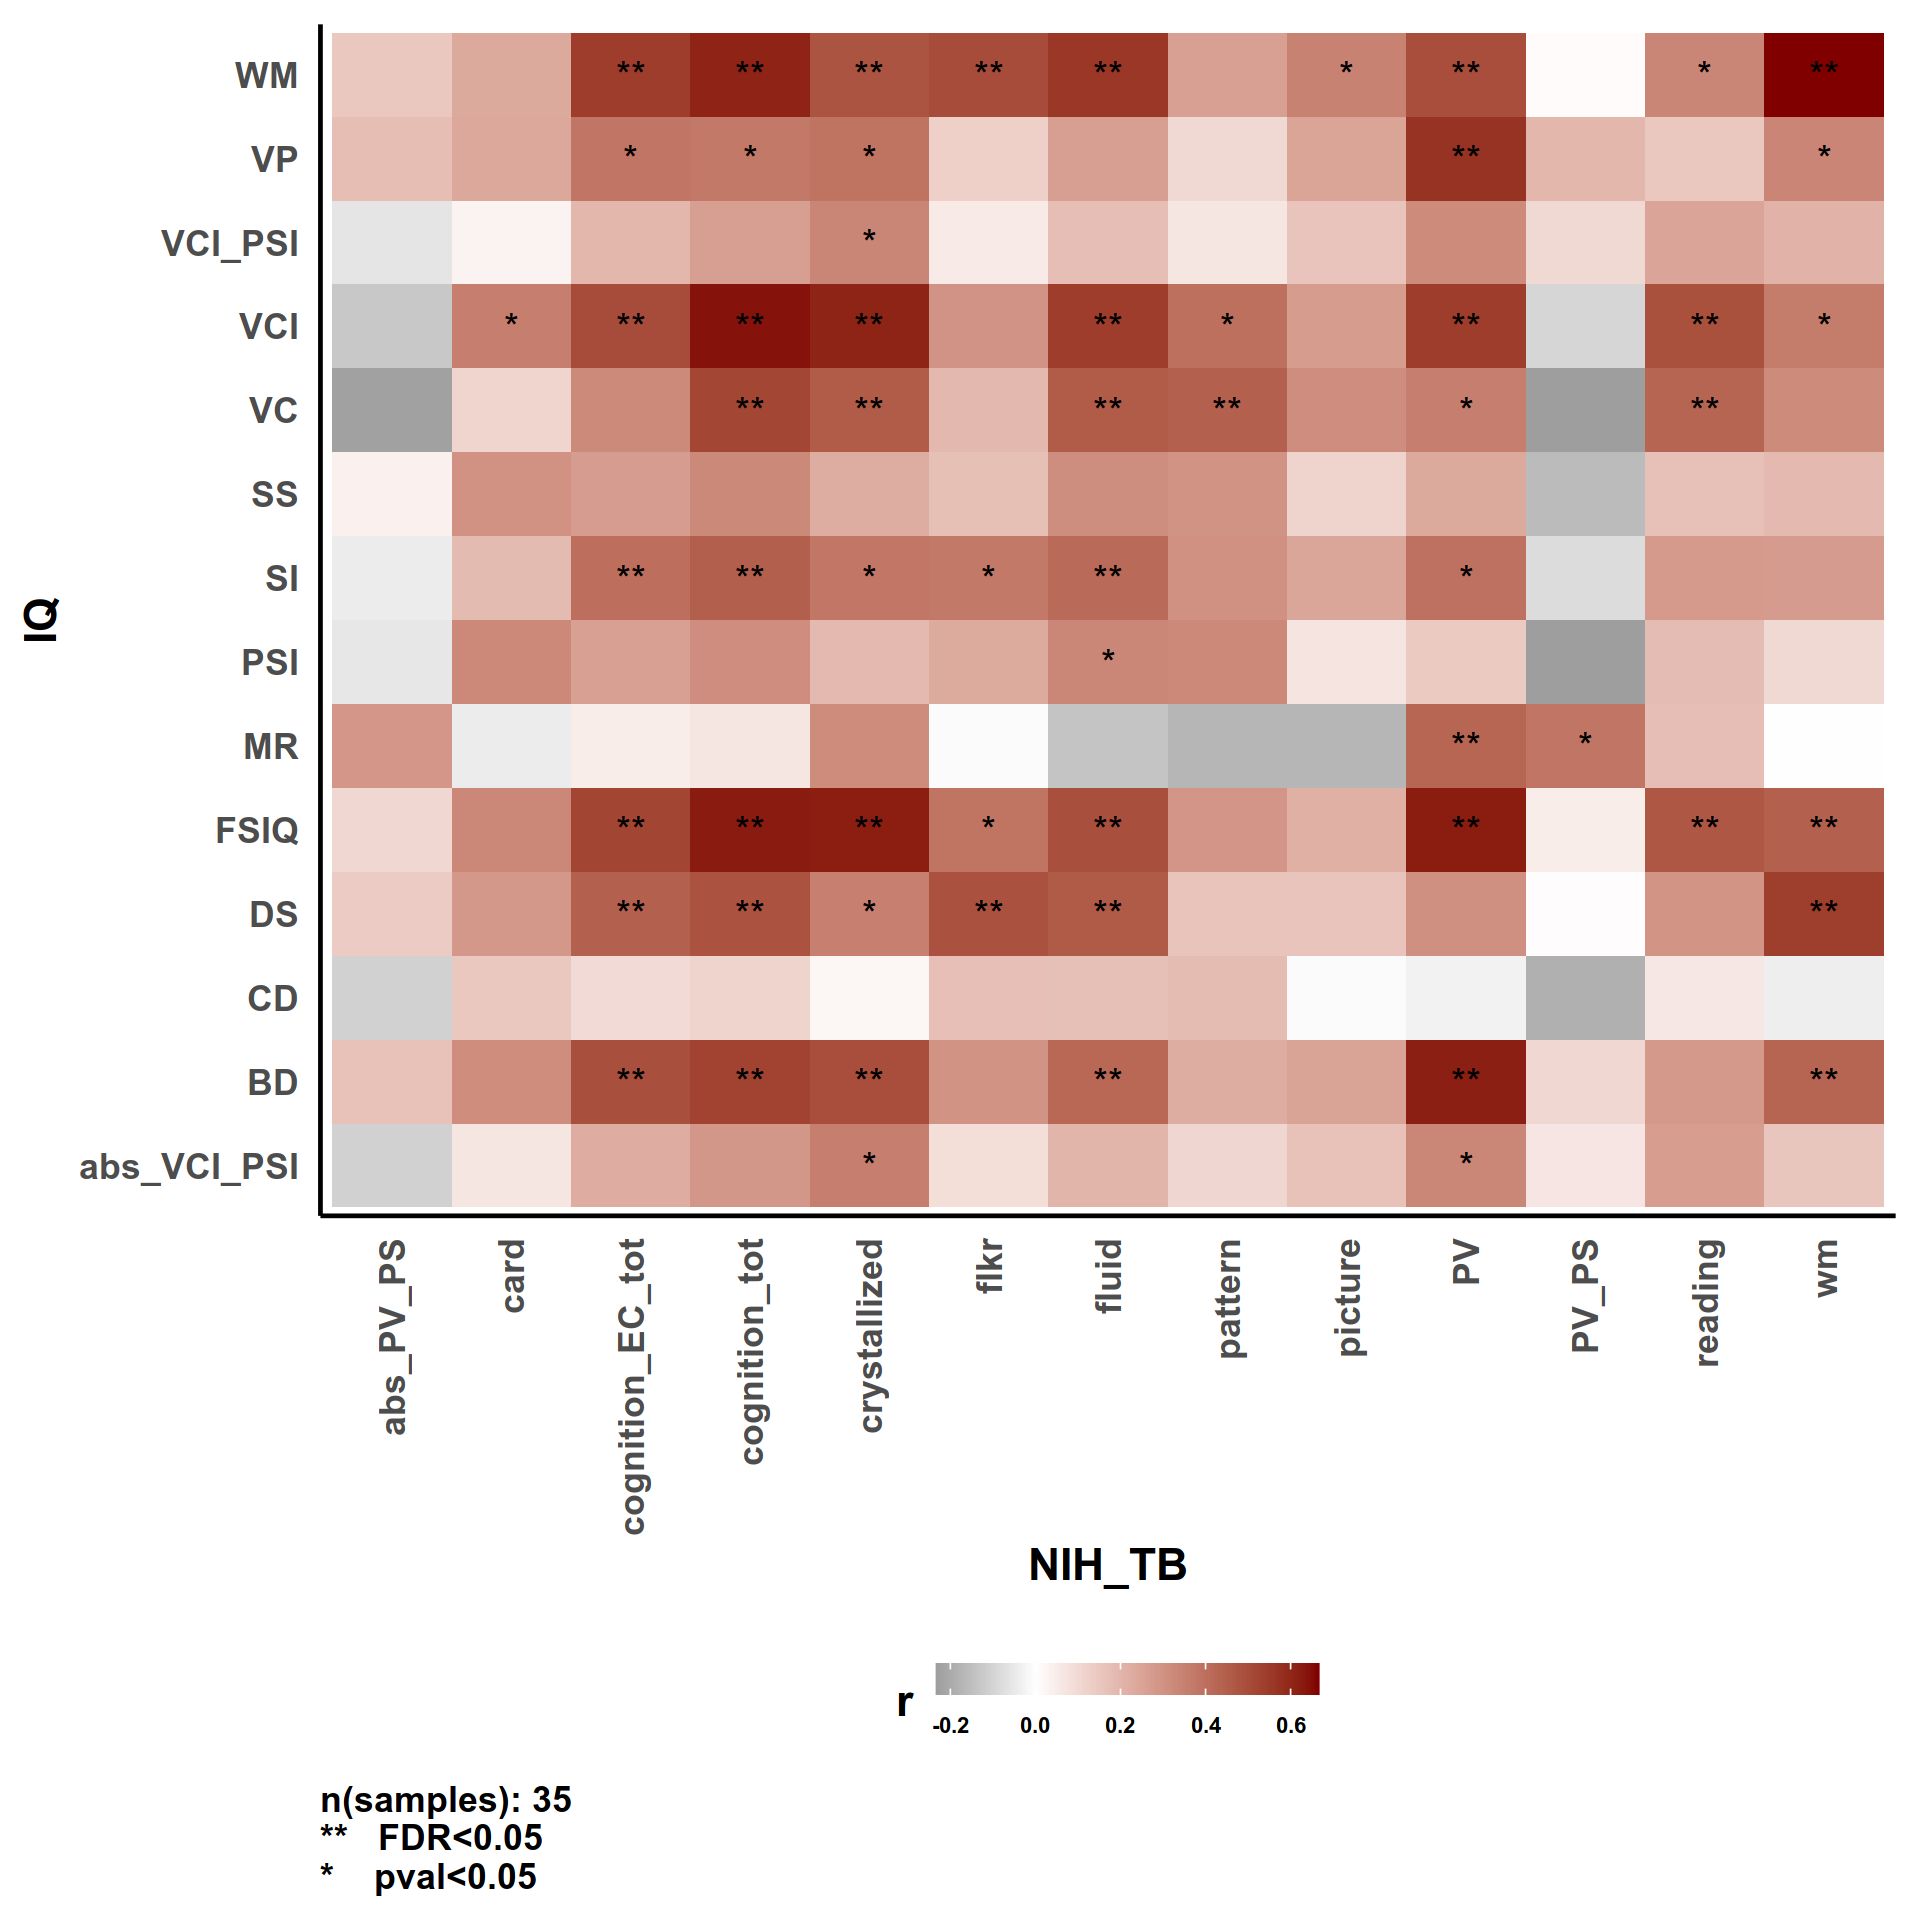 IQ
WM ** ** ** ** ** * ** * **
VP * * * ** *
VCI_PSI *
VCI * ** ** ** ** * ** ** *
VC ** ** ** ** * **
SS
SI ** ** * * ** *
PSI *
MR ** *
FSIQ ** ** ** * ** ** ** **
DS ** ** * ** ** **
CD
BD ** ** ** ** ** **
abs_VCI_PSI * *
abs_PV_PS
card
cognition_EC_tot
cognition_tot
crystallized
flkr
fluid
pattern
picture
PV
PV_PS
reading
wm
NIH_TB
r
-0.2 0.0 0.2 0.4 0.6
n(samples): 35
** FDR<0.05
* pval<0.05